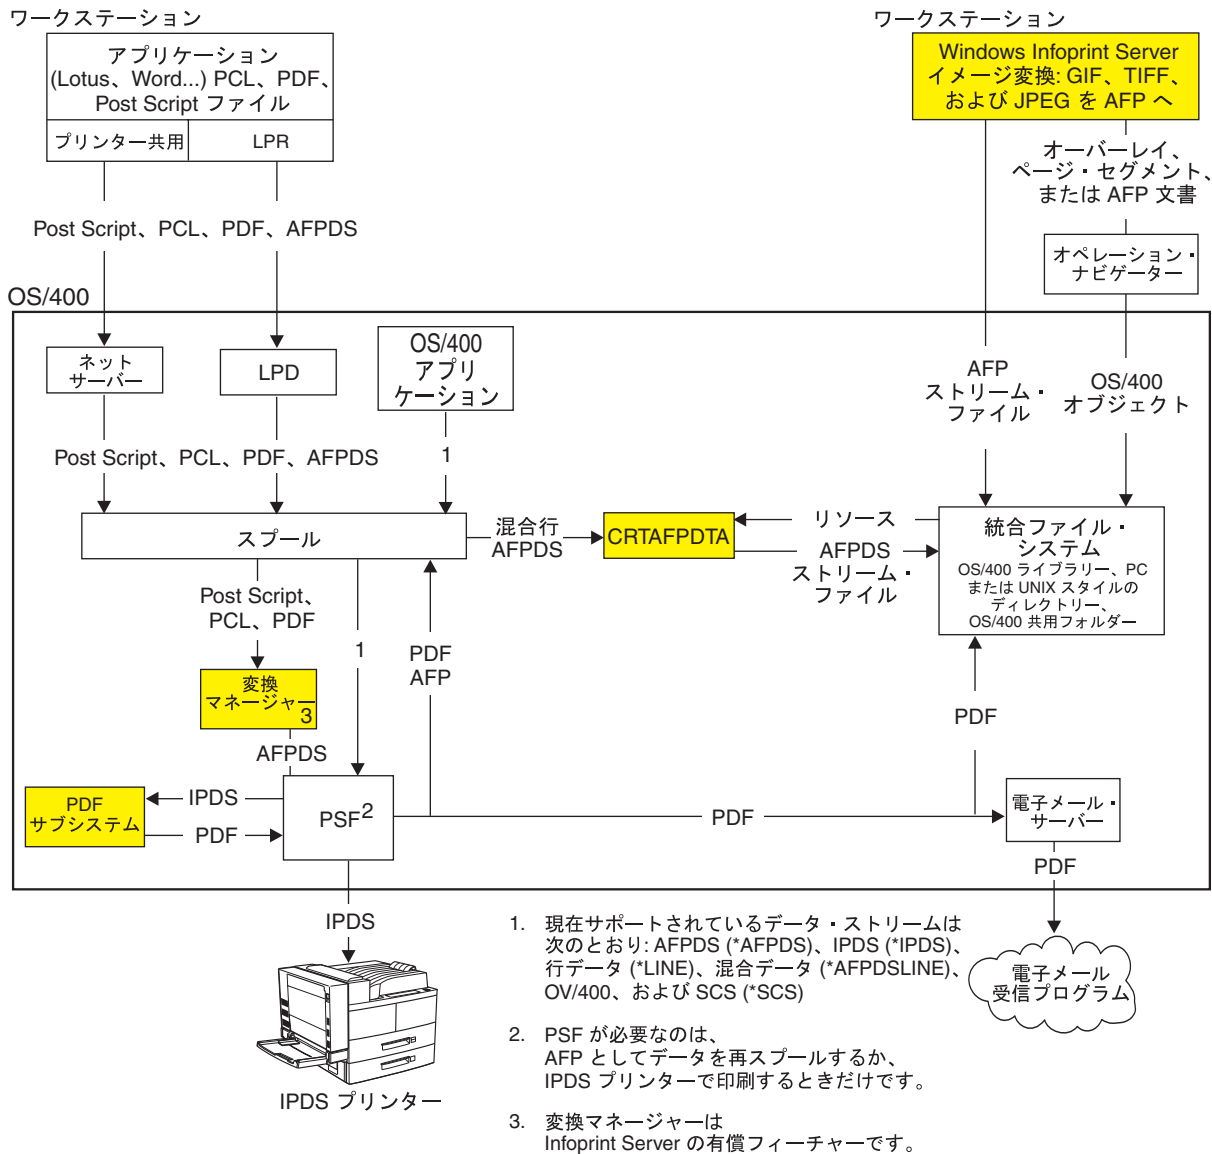 ワークステーション
アプリケーション
(Lotus、Word...) PCL、PDF、
Post Script ファイル
プリンター共用
LPR
ワークステーション
Windows Infoprint Server
イメージ変換: GIF、TIFF、
および JPEG を AFP へ
オーバーレイ、
ページ・セグメント、
または AFP 文書
Post Script、PCL、PDF、AFPDS
オペレーション・
ナビゲーター
OS/400
ネット
サーバー
LPD
OS/400
アプリ
ケーション
AFP
ストリーム・
ファイル
OS/400
オブジェクト
Post Script、PCL、PDF、AFPDS
1
スプール
混合行
AFPDS
CRTAFPDTA
リソース
AFPDS
ストリーム・
ファイル
統合ファイル・
システム
OS/400 ライブラリー、PC
または UNIX スタイルの
ディレクトリー、
OS/400 共用フォルダー
Post Script、
PCL、PDF
1
PDF
AFP
変換
マネージャー
3
AFPDS
PDF
PDF
サブシステム
IPDS
PDF
PSF2
PDF
電子メール・
サーバー
PDF
IPDS
IPDS プリンター
電子メール
受信プログラム
1. 現在サポートされているデータ・ストリームは
次のとおり: AFPDS (*AFPDS)、IPDS (*IPDS)、
行データ (*LINE)、混合データ (*AFPDSLINE)、
OV/400、および SCS (*SCS)
2. PSF が必要なのは、
AFP としてデータを再スプールするか、
IPDS プリンターで印刷するときだけです。
3. 変換マネージャーは
Infoprint Server の有償フィーチャーです。